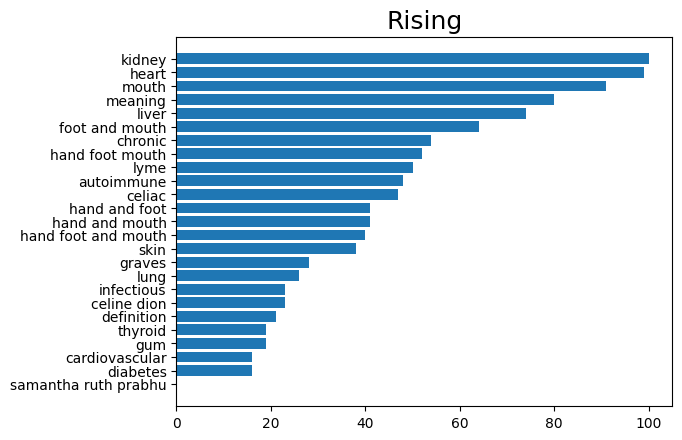 Rising
kidney
heart
mouth
meaning
liver
foot and mouth
chronic
hand foot mouth
lyme
autoimmune
celiac
hand and foot
hand and mouth
hand foot and mouth
skin
graves
lung
infectious
celine dion
definition
thyroid
gum
cardiovascular
diabetes
samantha ruth prabhu
0 20 40 60 80 100